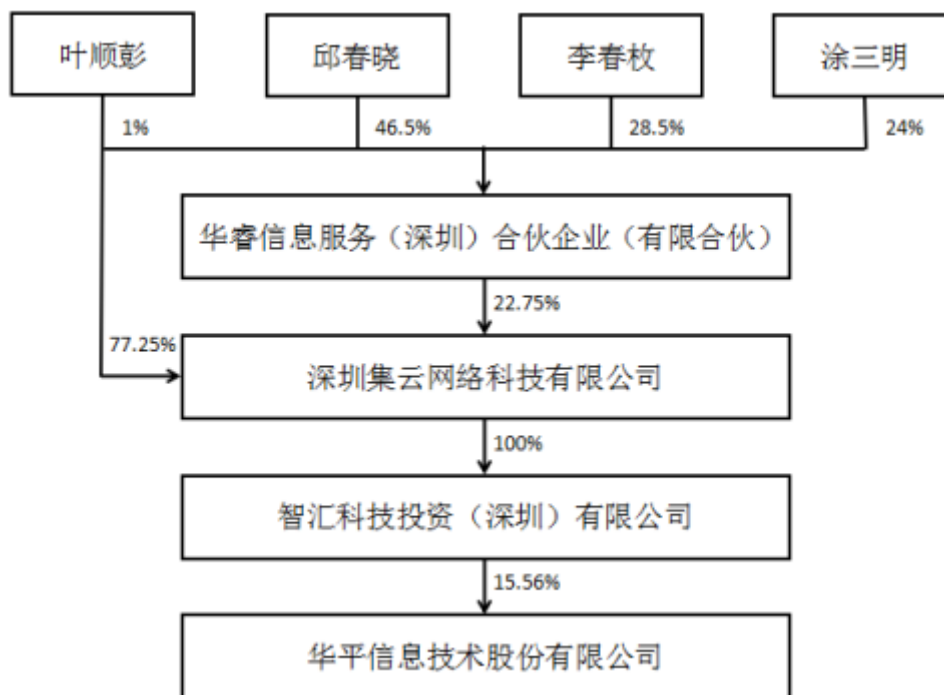 叶顺彭
邱春晓
李春枚
涂三明
1%
46.5%
28.5%
24%
华睿信息服务（深圳）合伙企业（有限合伙）
22.75%
77.25%
深圳集云网络科技有限公司
100%
智汇科技投资（深圳）有限公司
15.56%
华平信息技术股份有限公司